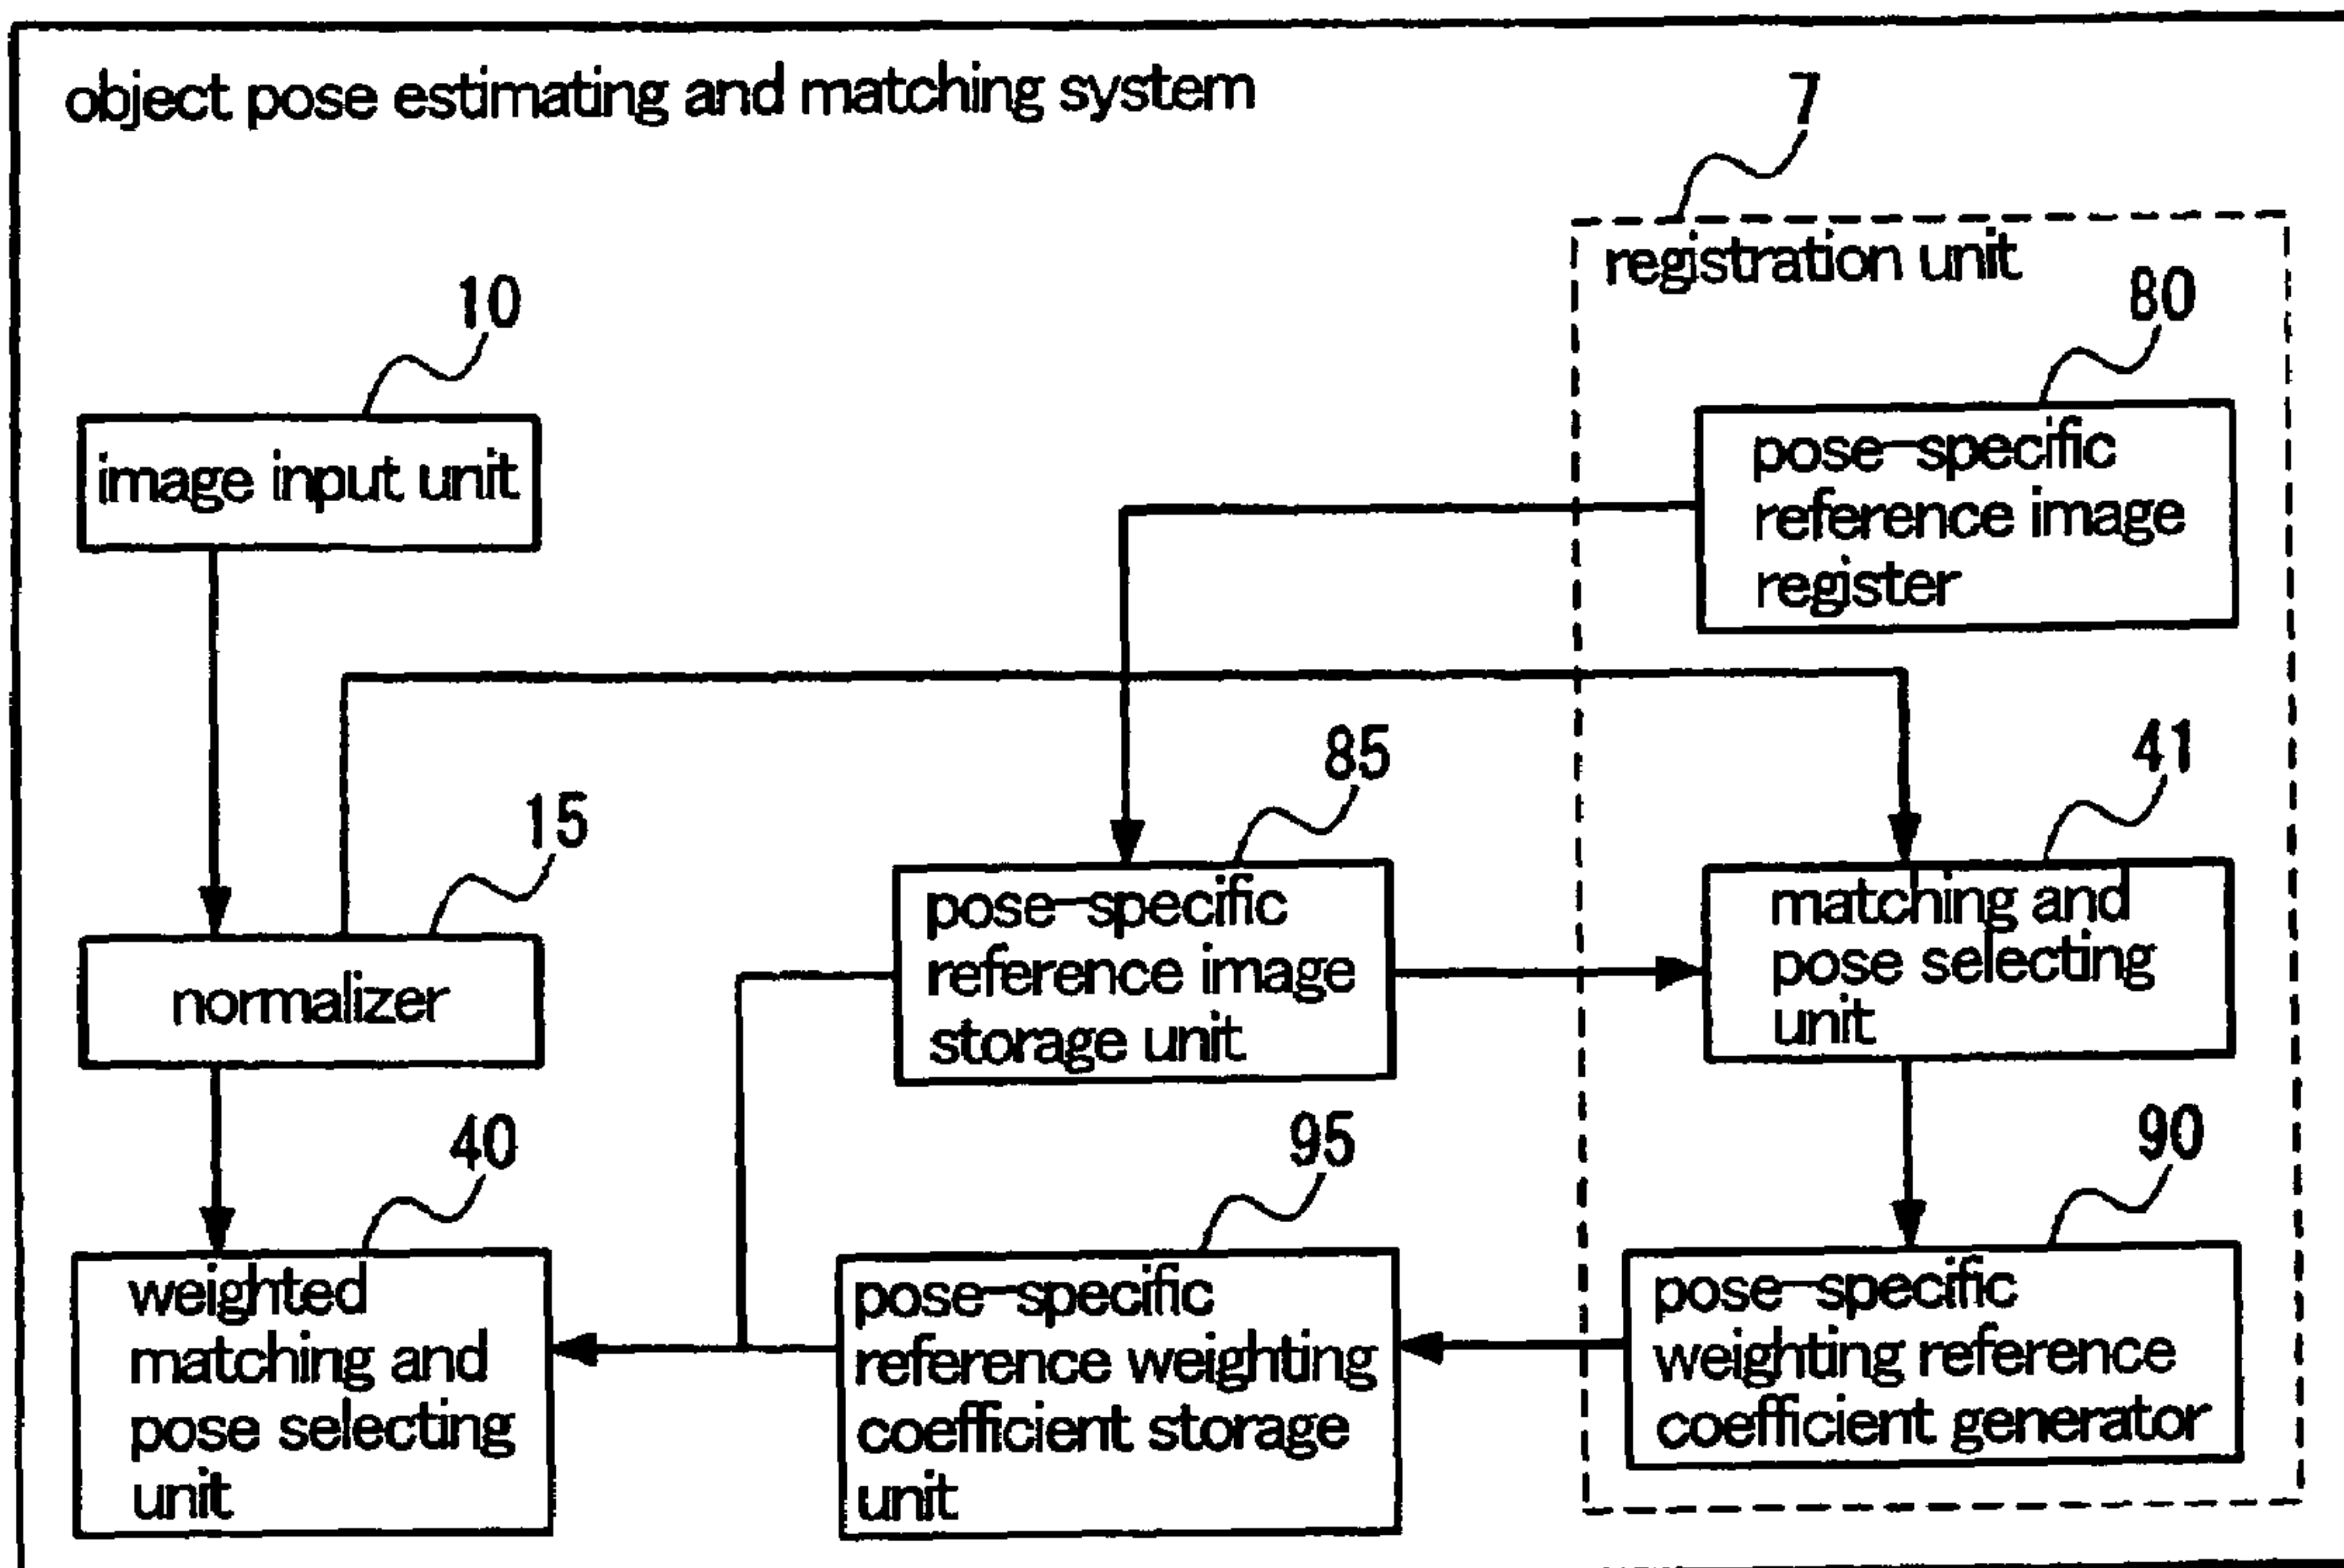 object pose estimating and matching system
7
registration unit
10
80
image input unit
pose-specific
reference image
register
85
41
15
pose-specific
reference image
storage unit
matching and
pose selecting
unit
normalizer
40
95
90
weighted
matching and
pose selecting
unit
pose-specific
reference weighting
coefficient storage
unit
pose-specific
weighting reference
coefficient generator